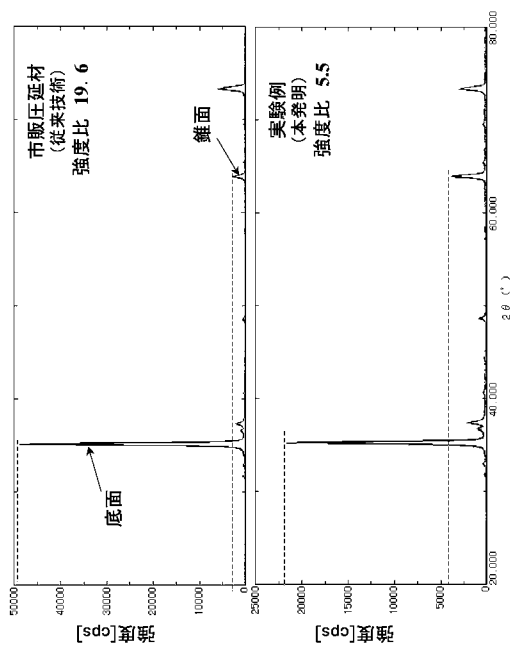 市販圧延材
(従来技術)
強度比 19.6
底面
錐面
強度[cps]
50000
40000
30000
20000
10000
0
実験例
(本発明)
強度比 5.5
強度[cps]
25000
20000
15000
10000
5000
0
20.000
40.000
60.000
80.000
2θ (°)